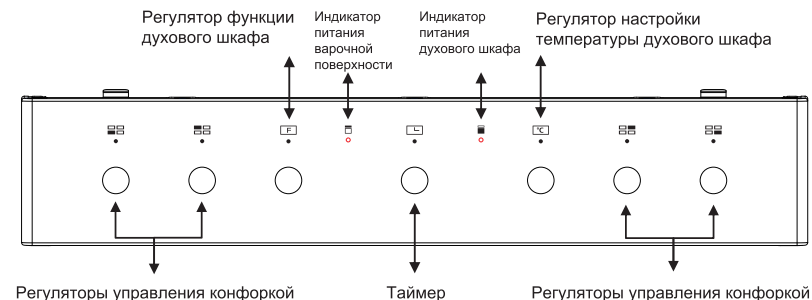 Регулятор функции
духового шкафа
Индикатор
питания
варочной
поверхности
Индикатор
питания
духового шкафа
Регулятор настройки
температуры духового шкафа
F
°C
Регуляторы управления конфоркой
Таймер
Регуляторы управления конфоркой